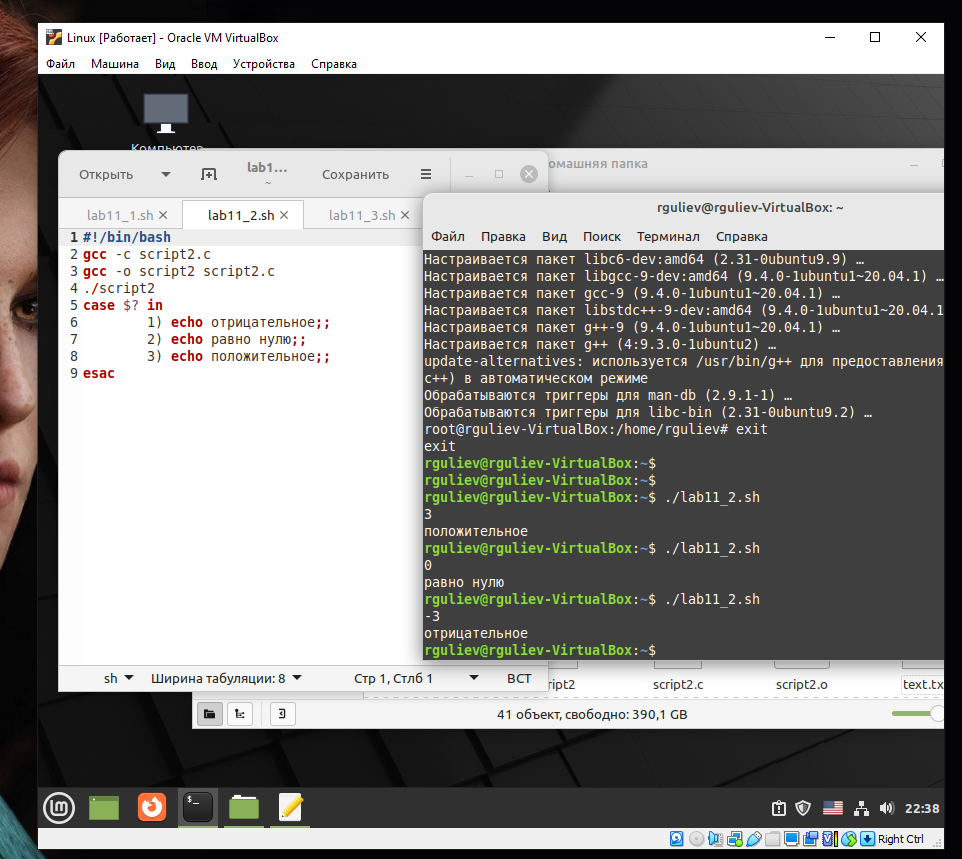 Linux [Работает] - Oracle VM VirtualBox
Файл Машина Вид Ввод Устройства Справка
Компьютер
Открыть lab1... Сохранить
~
lab11_1.sh lab11_2.sh lab11_3.sh
1 #!/bin/bash
2 gcc -c script2.c
3 gcc -o script2 script2.c
4 ./script2
5 case $? in
6 1) echo отрицательное;;
7 2) echo равно нулю;;
8 3) echo положительное;;
9 esac
sh Ширина табуляции: 8 Стр 1, Стлб 1 ВСТ
омашняя папка
rguliev@rguliev-VirtualBox: ~
Файл Правка Вид Поиск Терминал Справка
Настраивается пакет libc6-dev:amd64 (2.31-0ubuntu9.9) …
Настраивается пакет libgcc-9-dev:amd64 (9.4.0-1ubuntu1~20.04.1) …
Настраивается пакет gcc-9 (9.4.0-1ubuntu1~20.04.1) …
Настраивается пакет libstdc++-9-dev:amd64 (9.4.0-1ubuntu1~20.04.1
Настраивается пакет g++-9 (9.4.0-1ubuntu1~20.04.1) …
Настраивается пакет g++ (4:9.3.0-1ubuntu2) …
update-alternatives: используется /usr/bin/g++ для предоставления
c++) в автоматическом режиме
Обрабатываются триггеры для man-db (2.9.1-1) …
Обрабатываются триггеры для libc-bin (2.31-0ubuntu9.2) …
root@rguliev-VirtualBox:/home/rguliev# exit
exit
rguliev@rguliev-VirtualBox:~$
rguliev@rguliev-VirtualBox:~$
rguliev@rguliev-VirtualBox:~$ ./lab11_2.sh
3
положительное
rguliev@rguliev-VirtualBox:~$ ./lab11_2.sh
0
равно нулю
rguliev@rguliev-VirtualBox:~$ ./lab11_2.sh
-3
отрицательное
rguliev@rguliev-VirtualBox:~$
ript2 script2.c script2.o text.tx
41 объект, свободно: 390,1 GB
22:38
Right Ctrl